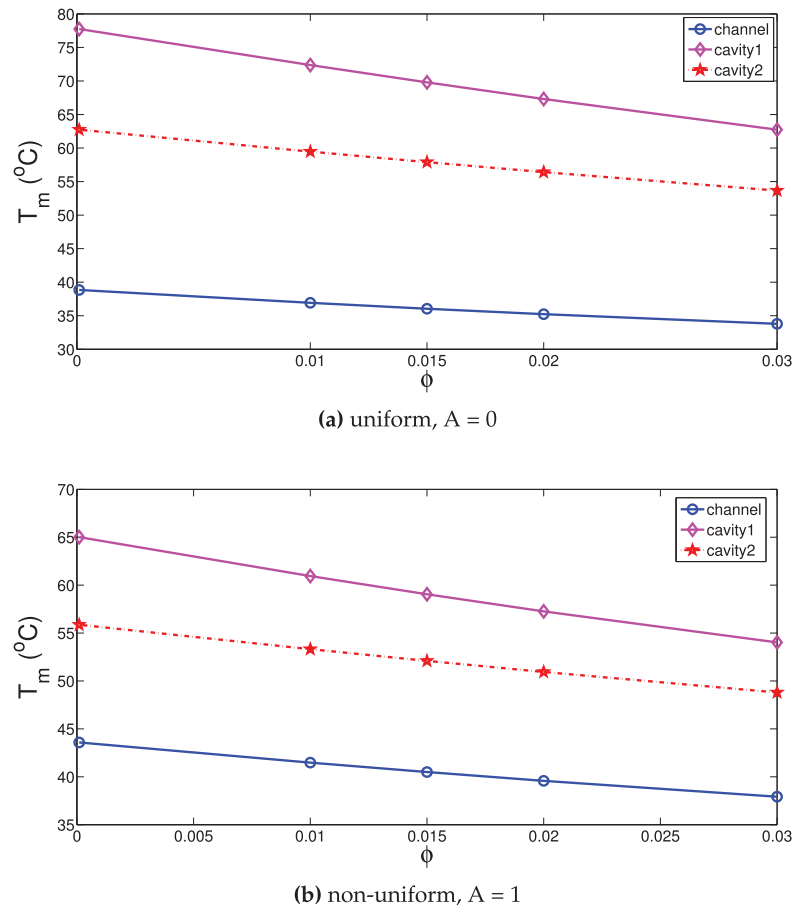 80
75
70
65
60
55
50
45
40
35
30
T_m (°C)
channel
cavity1
cavity2
0
0.01
0.015
0.02
0.03
ϕ
(a) uniform, A = 0
70
65
60
55
50
45
40
35
T_m (°C)
channel
cavity1
cavity2
0
0.005
0.01
0.015
0.02
0.025
0.03
ϕ
(b) non-uniform, A = 1